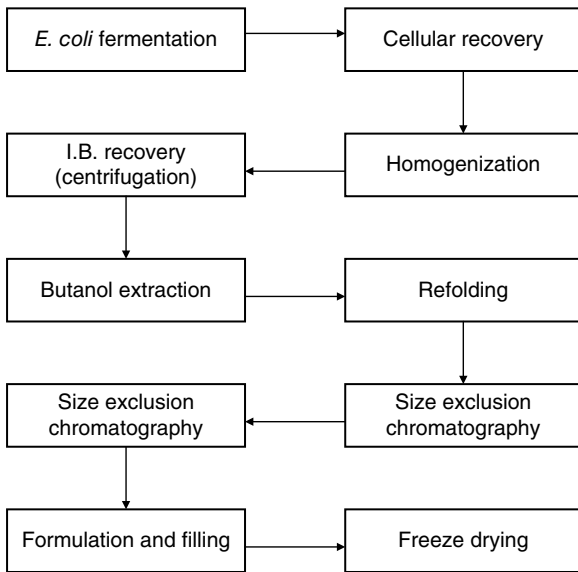 E. coli fermentation
Cellular recovery
I.B. recovery
(centrifugation)
Homogenization
Butanol extraction
Refolding
Size exclusion
chromatography
Size exclusion
chromatography
Formulation and filling
Freeze drying